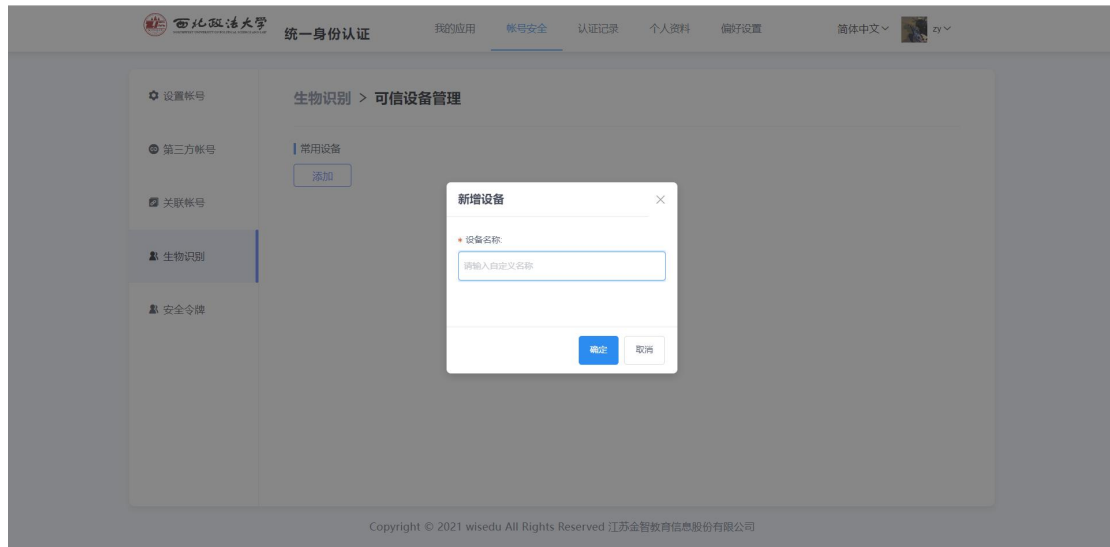 西北政法大学
统一身份认证
我的应用 帐号安全 认证记录 个人资料 偏好设置
简体中文 zy
设置帐号
生物识别 > 可信设备管理
第三方帐号
常用设备
添加
关联帐号
新增设备
* 设备名称:
生物识别
请输入自定义名称
安全令牌
确定 取消
Copyright © 2021 wisedu All Rights Reserved 江苏金智教育信息股份有限公司